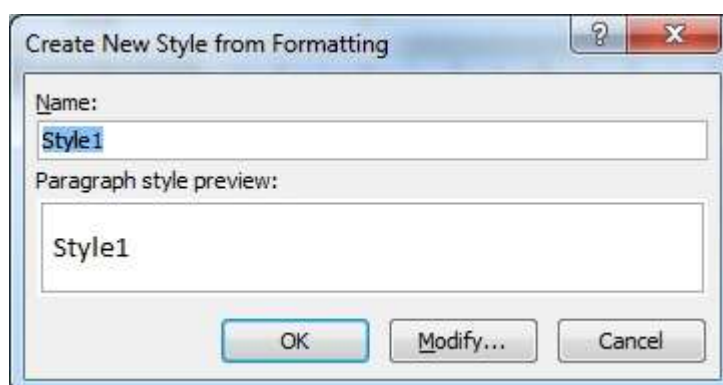 Create New Style from Formatting ? X
Name:
Style1
Paragraph style preview:
Style1
OK Modify... Cancel